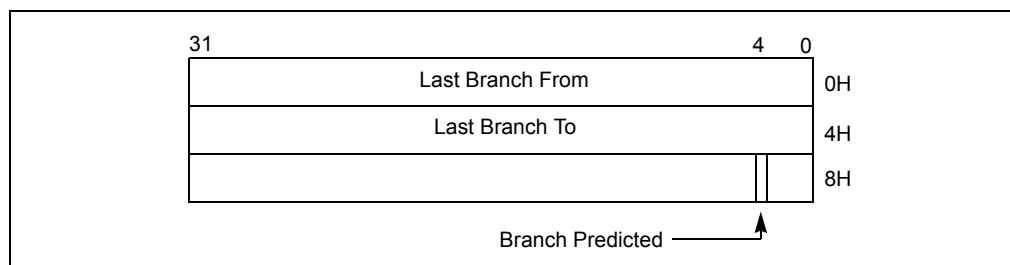 31 4 0
Last Branch From 0H
Last Branch To 4H
8H
Branch Predicted